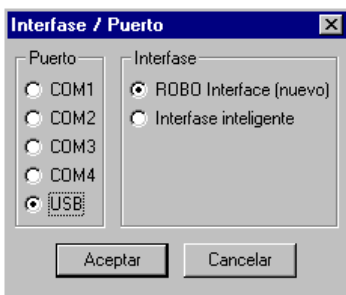 Interfase / Puerto
Puerto
COM1
COM2
COM3
COM4
USB
Interfase
ROBO Interface (nuevo)
Interfase inteligente
Aceptar
Cancelar